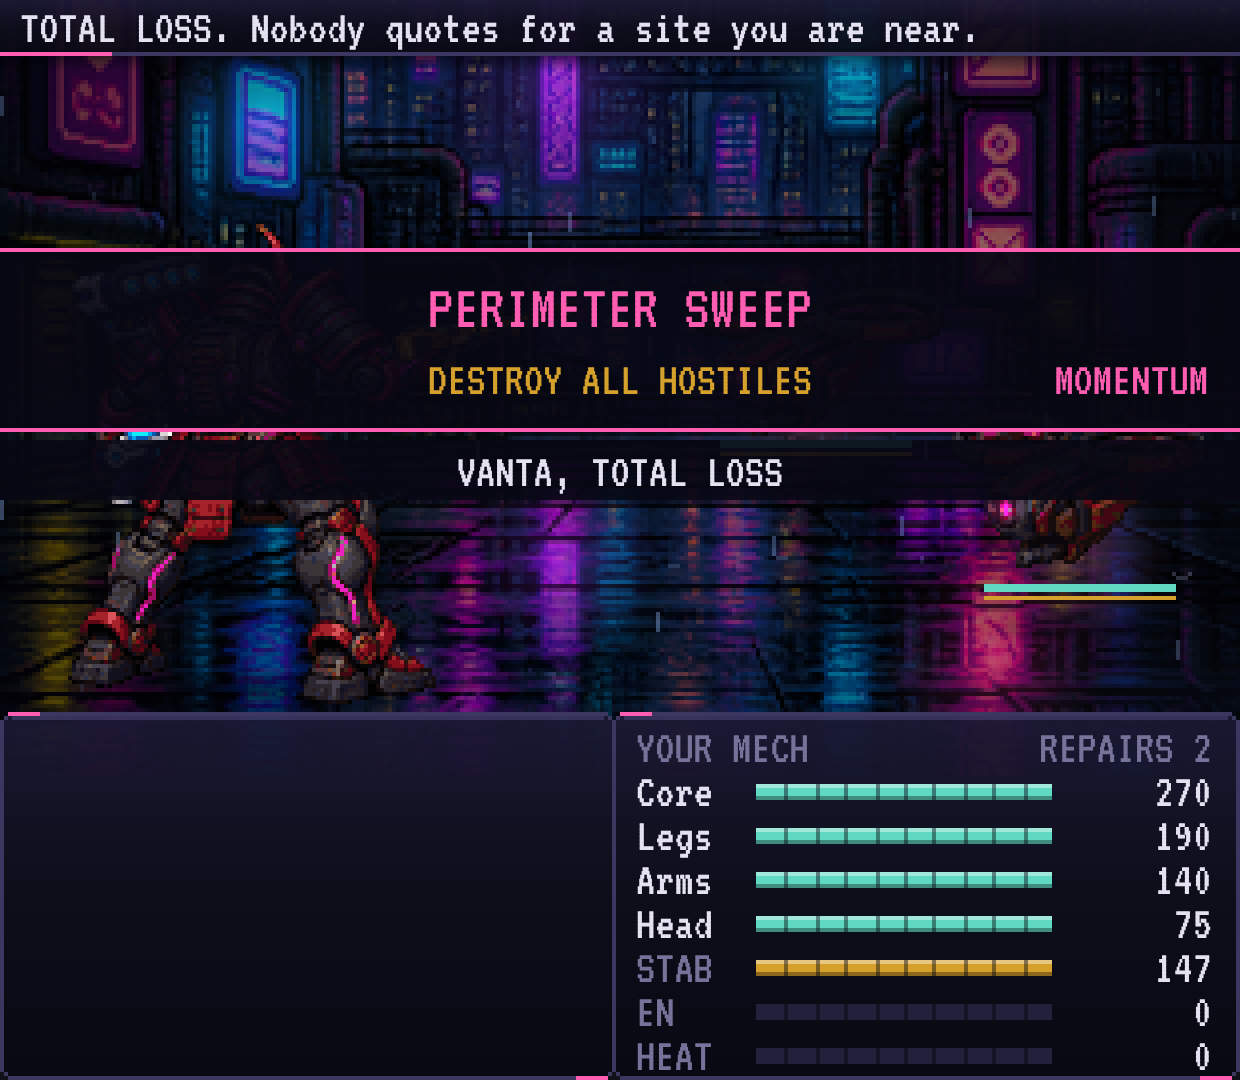 TOTAL LOSS. Nobody quotes for a site you are near.
PERIMETER SWEEP
DESTROY ALL HOSTILES
MOMENTUM
VANTA, TOTAL LOSS
YOUR MECH REPAIRS 2
Core 270
Legs 190
Arms 140
Head 75
STAB 147
EN 0
HEAT 0